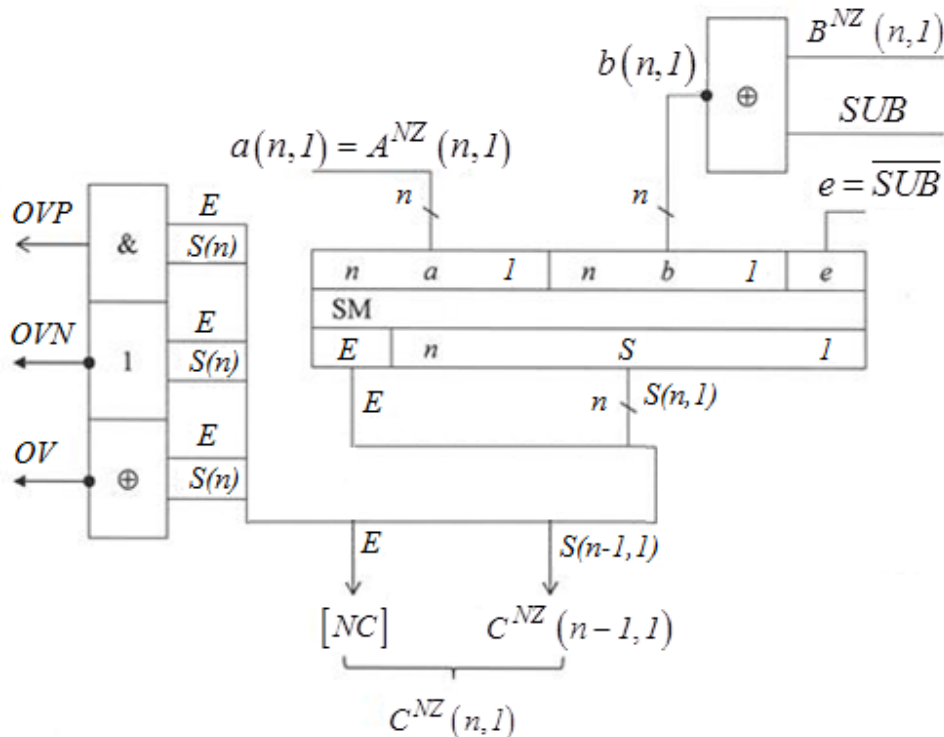 B^{NZ}(n,1)
b(n,1)
⊕
SUB
a(n,1) = A^{NZ}(n,1)
e = \overline{SUB}
n
n
OVP
&
E
S(n)
n a 1 n b 1 e
SM
E n S 1
OVN
1
E
S(n)
E
n
S(n,1)
OV
⊕
E
S(n)
E
S(n-1,1)
[NC]
C^{NZ}(n-1,1)
C^{NZ}(n,1)